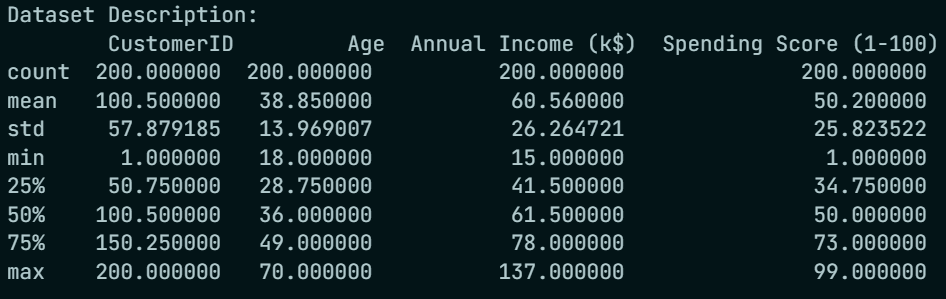 Dataset Description:
CustomerID Age Annual Income (k$) Spending Score (1-100)
count 200.000000 200.000000 200.000000 200.000000
mean 100.500000 38.850000 60.560000 50.200000
std 57.879185 13.969007 26.264721 25.823522
min 1.000000 18.000000 15.000000 1.000000
25% 50.750000 28.750000 41.500000 34.750000
50% 100.500000 36.000000 61.500000 50.000000
75% 150.250000 49.000000 78.000000 73.000000
max 200.000000 70.000000 137.000000 99.000000